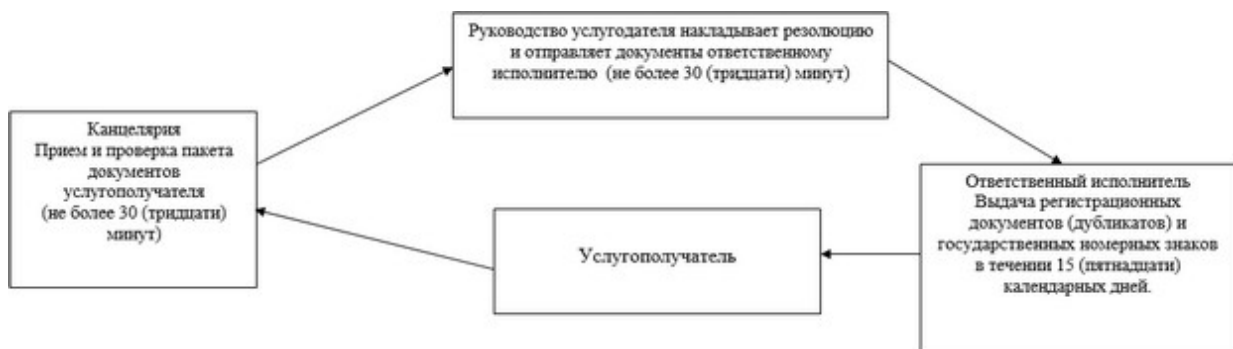 Руководство услугодателя накладывает резолюцию
и отправляет документы ответственному
исполнителю (не более 30 (тридцати) минут)
Канцелярия
Прием и проверка пакета
документов
услугополучателя
(не более 30 (тридцати)
минут)
Услугополучатель
Ответственный исполнитель
Выдача регистрационных
документов (дубликатов) и
государственных номерных знаков
в течении 15 (пятнадцати)
календарных дней.